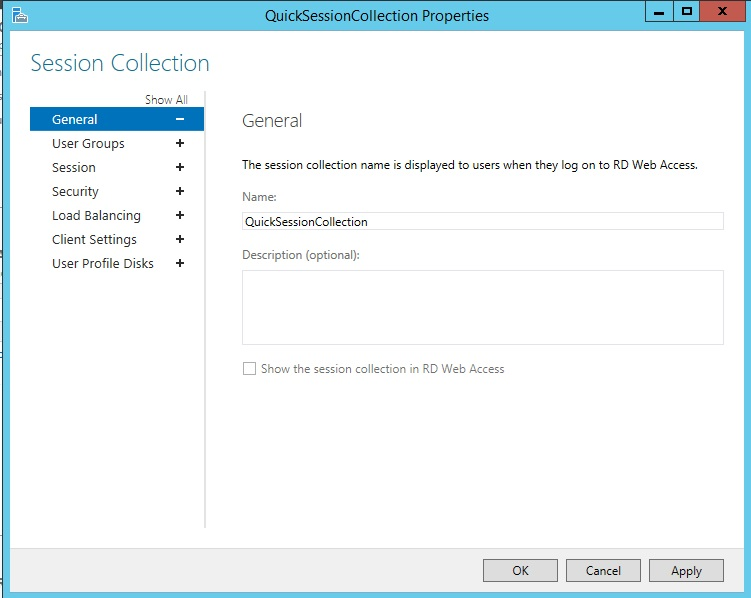 QuickSessionCollection Properties
Session Collection
Show All
General
User Groups
Session
Security
Load Balancing
Client Settings
User Profile Disks
General
The session collection name is displayed to users when they log on to RD Web Access.
Name:
QuickSessionCollection
Description (optional):
Show the session collection in RD Web Access
OK Cancel Apply